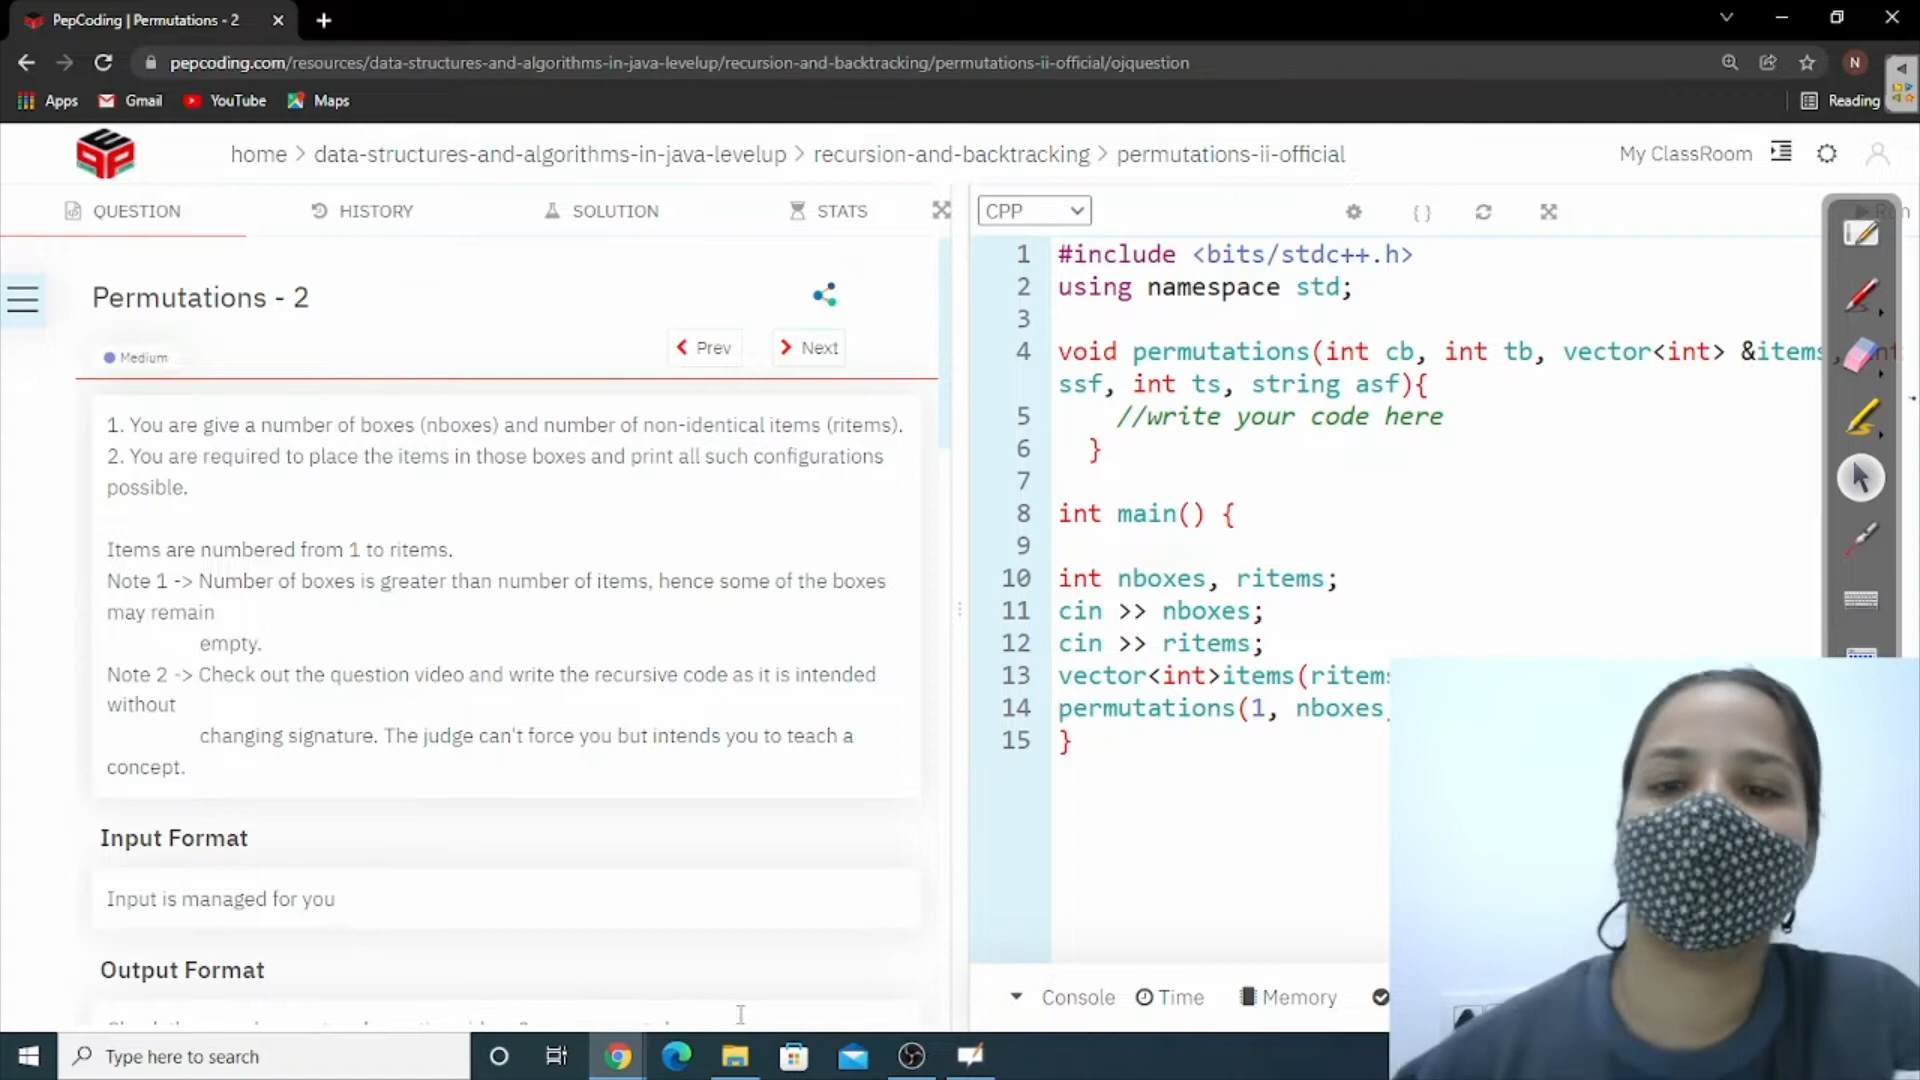 PepCoding | Permutations - 2
pepcoding.com/resources/data-structures-and-algorithms-in-java-levelup/recursion-and-backtracking/permutations-ii-official/ojquestion
N
Apps
Gmail
YouTube
Maps
Reading
home > data-structures-and-algorithms-in-java-levelup > recursion-and-backtracking > permutations-ii-official
My ClassRoom
QUESTION
HISTORY
SOLUTION
STATS
CPP
Run
Permutations - 2
Prev
Next
Medium
1. You are give a number of boxes (nboxes) and number of non-identical items (ritems).
2. You are required to place the items in those boxes and print all such configurations
possible.
Items are numbered from 1 to ritems.
Note 1 -> Number of boxes is greater than number of items, hence some of the boxes
may remain
empty.
Note 2 -> Check out the question video and write the recursive code as it is intended
without
changing signature. The judge can't force you but intends you to teach a
concept.
Input Format
Input is managed for you
Output Format
1 #include <bits/stdc++.h>
2 using namespace std;
3
4 void permutations(int cb, int tb, vector<int> &items, int
ssf, int ts, string asf){
5 //write your code here
6 }
7
8 int main() {
9
10 int nboxes, ritems;
11 cin >> nboxes;
12 cin >> ritems;
13 vector<int>items(ritems
14 permutations(1, nboxes,
15 }
Console
Time
Memory
Type here to search